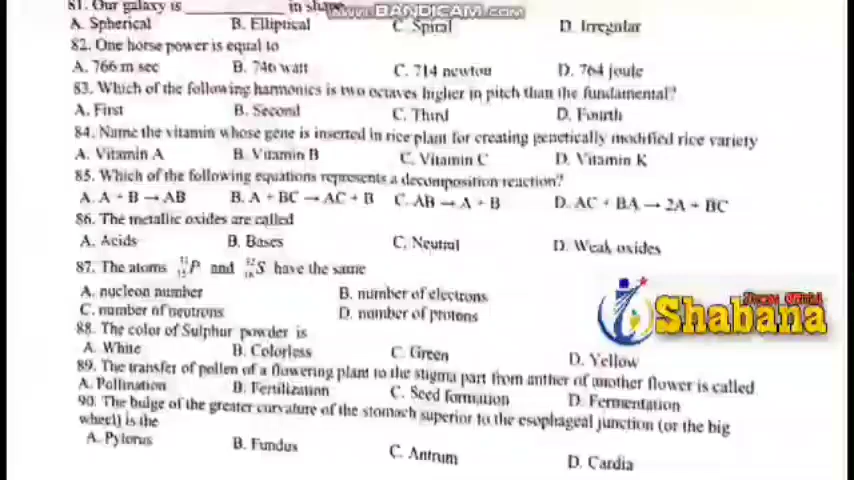 81. Our galaxy is __________ in shape
WWW.BANDICAM.COM
A. Spherical B. Elliptical C. Spiral D. Irregular
82. One horse power is equal to
A. 766 m sec B. 746 watt C. 714 newton D. 764 joule
83. Which of the following harmonics is two octaves higher in pitch than the fundamental?
A. First B. Second C. Third D. Fourth
84. Name the vitamin whose gene is inserted in rice plant for creating genetically modified rice variety
A. Vitamin A B. Vitamin B C. Vitamin C D. Vitamin K
85. Which of the following equations represents a decomposition reaction?
A. A + B → AB B. A + BC → AC + B C. AB → A + B D. AC + BA → 2A + BC
86. The metallic oxides are called
A. Acids B. Bases C. Neutral D. Weak oxides
87. The atoms P and S have the same
A. nucleon number B. number of electrons
C. number of neutrons D. number of protons
88. The color of Sulphur powder is
A. White B. Colorless C. Green D. Yellow
89. The transfer of pollen of a flowering plant to the stigma part from anther of another flower is called
A. Pollination B. Fertilization C. Seed formation D. Fermentation
90. The bulge of the greater curvature of the stomach superior to the esophageal junction (or the big
wheel) is the
A. Pylorus B. Fundus C. Antrum D. Cardia
Official
Shabana